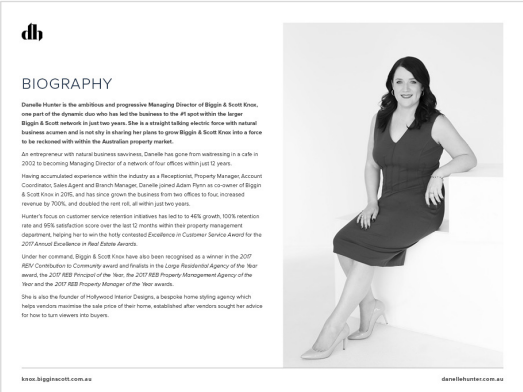 dh
BIOGRAPHY
Danelle Hunter is the ambitious and progressive Managing Director of Biggin & Scott Knox,
one part of the dynamic duo who has led the business to the #1 spot within the larger
Biggin & Scott network in just two years. She is a straight talking electric force with natural
business acumen and is not shy in sharing her plans to grow Biggin & Scott Knox into a force
to be reckoned with within the Australian property market.
An entrepreneur with natural business savviness, Danelle has gone from waitressing in a cafe in
2002 to becoming Managing Director of a network of four offices within just 12 years.
Having accumulated experience within the industry as a Receptionist, Property Manager, Account
Coordinator, Sales Agent and Branch Manager, Danelle joined Adam Flynn as co-owner of Biggin
& Scott Knox in 2015, and has since grown the business from two offices to four, increased
revenue by 700%, and doubled the rent roll, all within just two years.
Hunter's focus on customer service retention initiatives has led to to 46% growth, 100% retention
rate and 95% satisfaction score over the last 12 months within their property management
department, helping her to win the hotly contested Excellence in Customer Service Award for the
2017 Annual Excellence in Real Estate Awards.
Under her command, Biggin & Scott Knox have also been recognised as a winner in the 2017
REIV Contribution to Community award and finalists in the Large Residential Agency of the Year
award, the 2017 REB Principal of the Year, the 2017 REB Property Management Agency of the
Year and the 2017 REB Property Manager of the Year awards.
She is also the founder of Hollywood Interior Designs, a bespoke home styling agency which
helps vendors maximise the sale price of their home, established after vendors sought her advice
for how to turn viewers into buyers.
knox.bigginscott.com.au
danellehunter.com.au